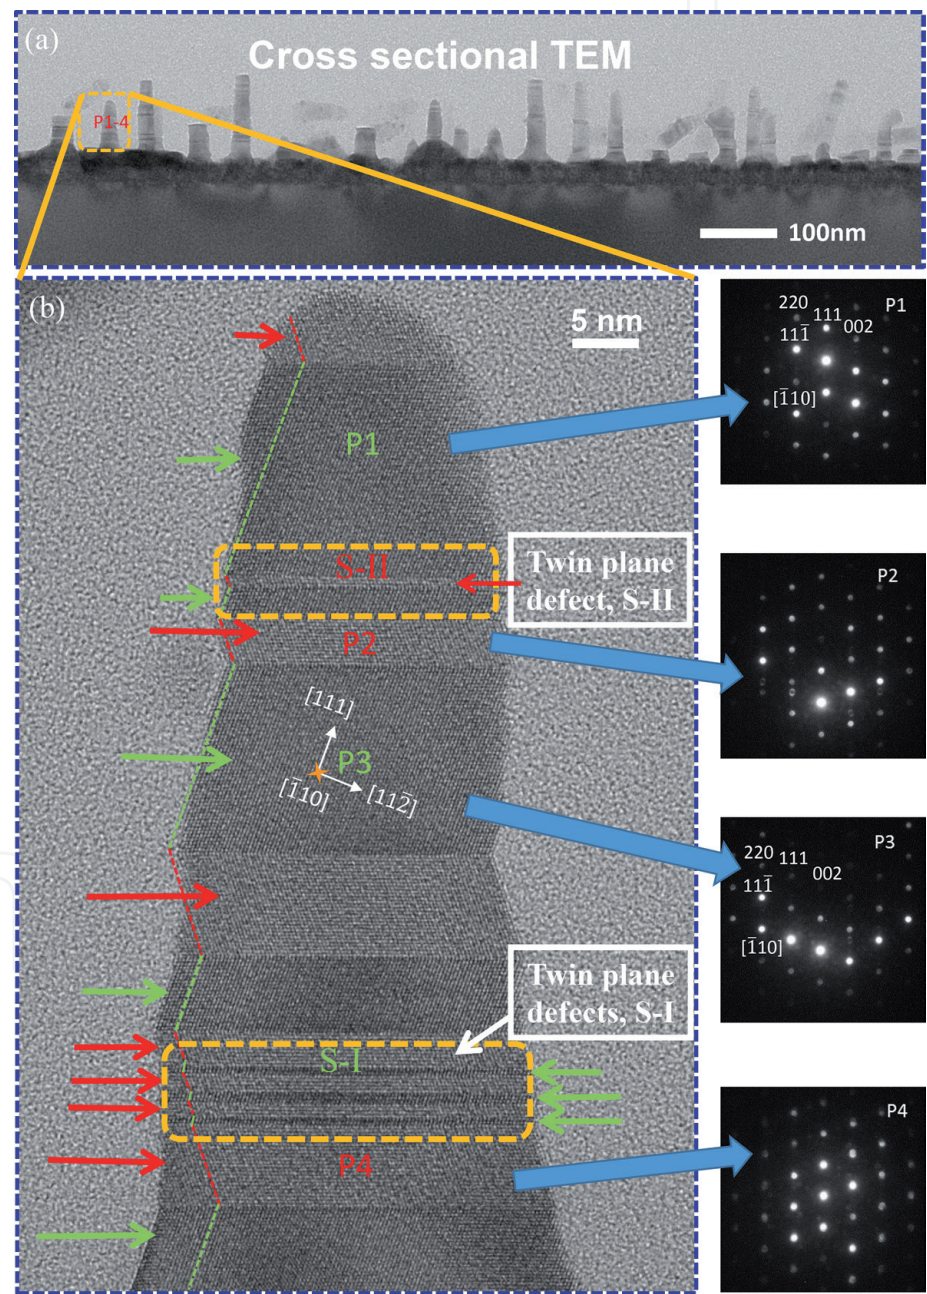 (a)
Cross sectional TEM
P1-4
100nm
(b)
5 nm
P1
S-II
Twin plane
defect, S-II
P2
[111]
P3
[1̅10]
[112̅]
Twin plane
defects, S-I
S-I
P4
P1
220
111
002
111̅
[1̅10]
P2
P3
220
111
002
111̅
[1̅10]
P4